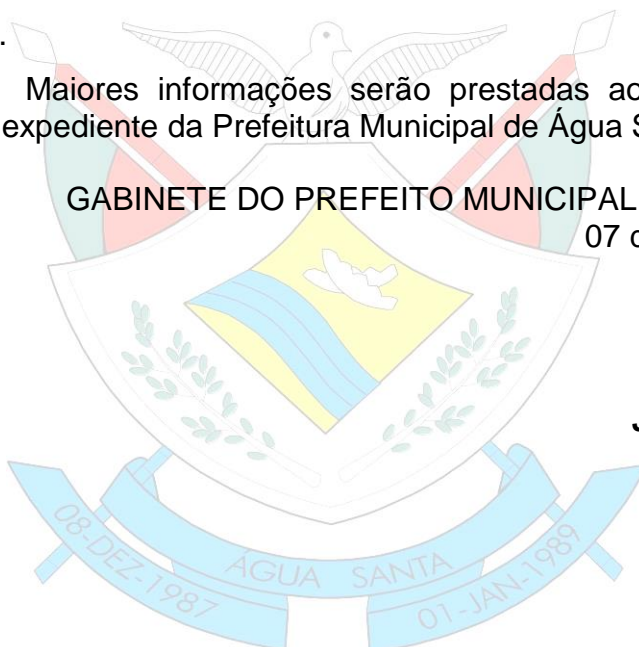 .
Maiores informações serão prestadas ao
expediente da Prefeitura Municipal de Água S
GABINETE DO PREFEITO MUNICIPAL
07 d
J
08-DEZ-1987
ÁGUA SANTA
01-JAN-1989